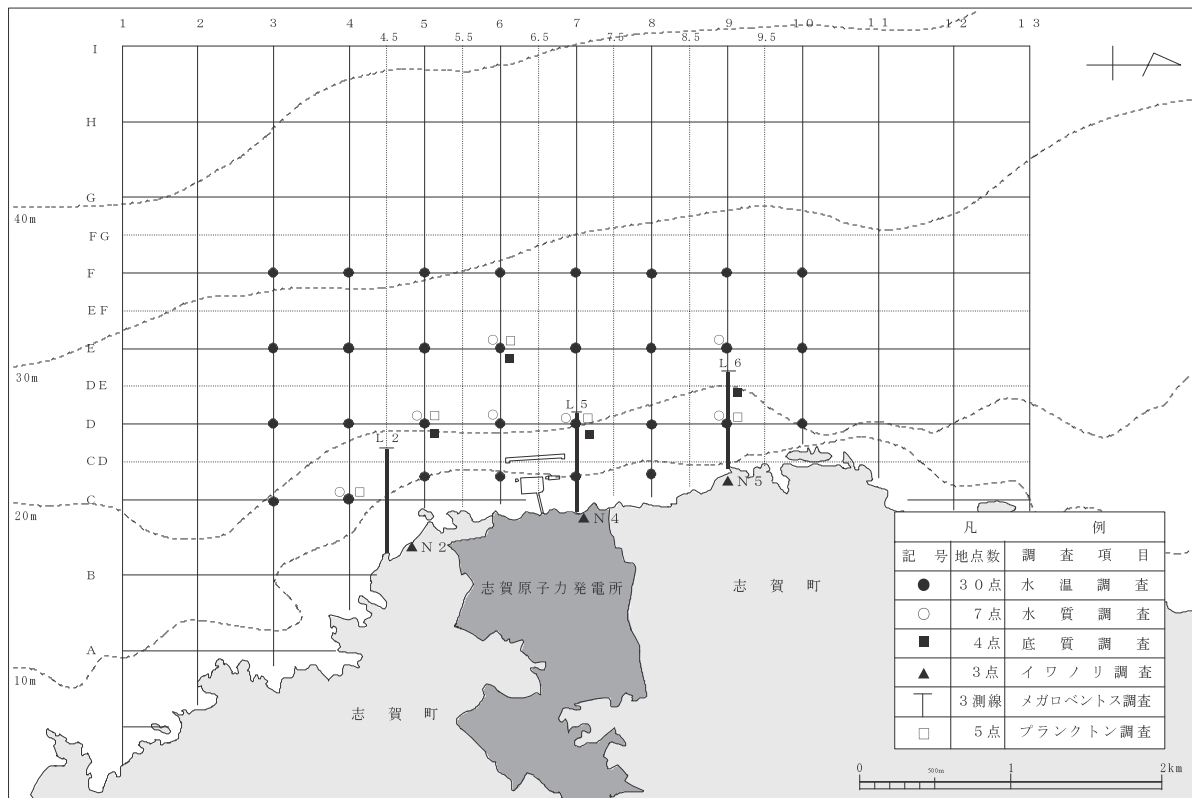 1 2 3 4 5 6 7 8 9 10 11 12 13
4.5 5.5 6.5 7.5 8.5 9.5
I
H
G
40m
FG
F
EF
E
L 6
30m
DE
L 5
D
L 2
CD
N 5
C
20m
N 4
N 2
B
志賀原子力発電所
志賀町
A
10m
志賀町
凡例
記号 地点数 調査項目
● 30点 水温調査
○ 7点 水質調査
■ 4点 底質調査
▲ 3点 イワノリ調査
3測線 メガロベントス調査
□ 5点 プランクトン調査
0 500m 1 2km